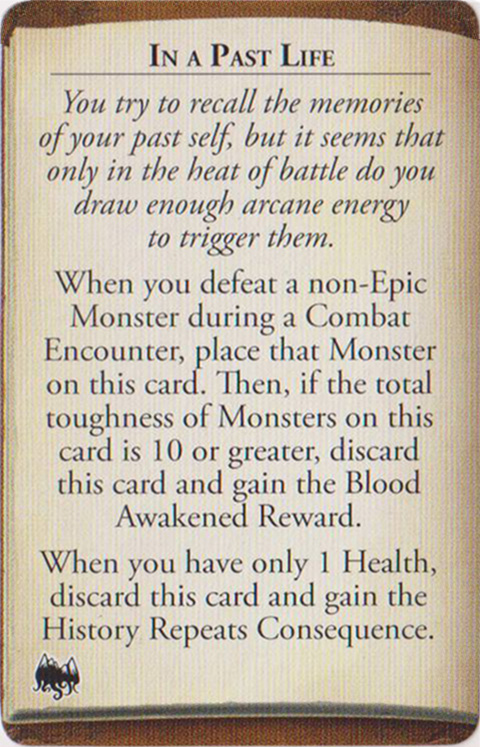 In a Past Life
You try to recall the memories
of your past self, but it seems that
only in the heat of battle do you
draw enough arcane energy
to trigger them.
When you defeat a non-Epic
Monster during a Combat
Encounter, place that Monster
on this card. Then, if the total
toughness of Monsters on this
card is 10 or greater, discard
this card and gain the Blood
Awakened Reward.
When you have only 1 Health,
discard this card and gain the
History Repeats Consequence.